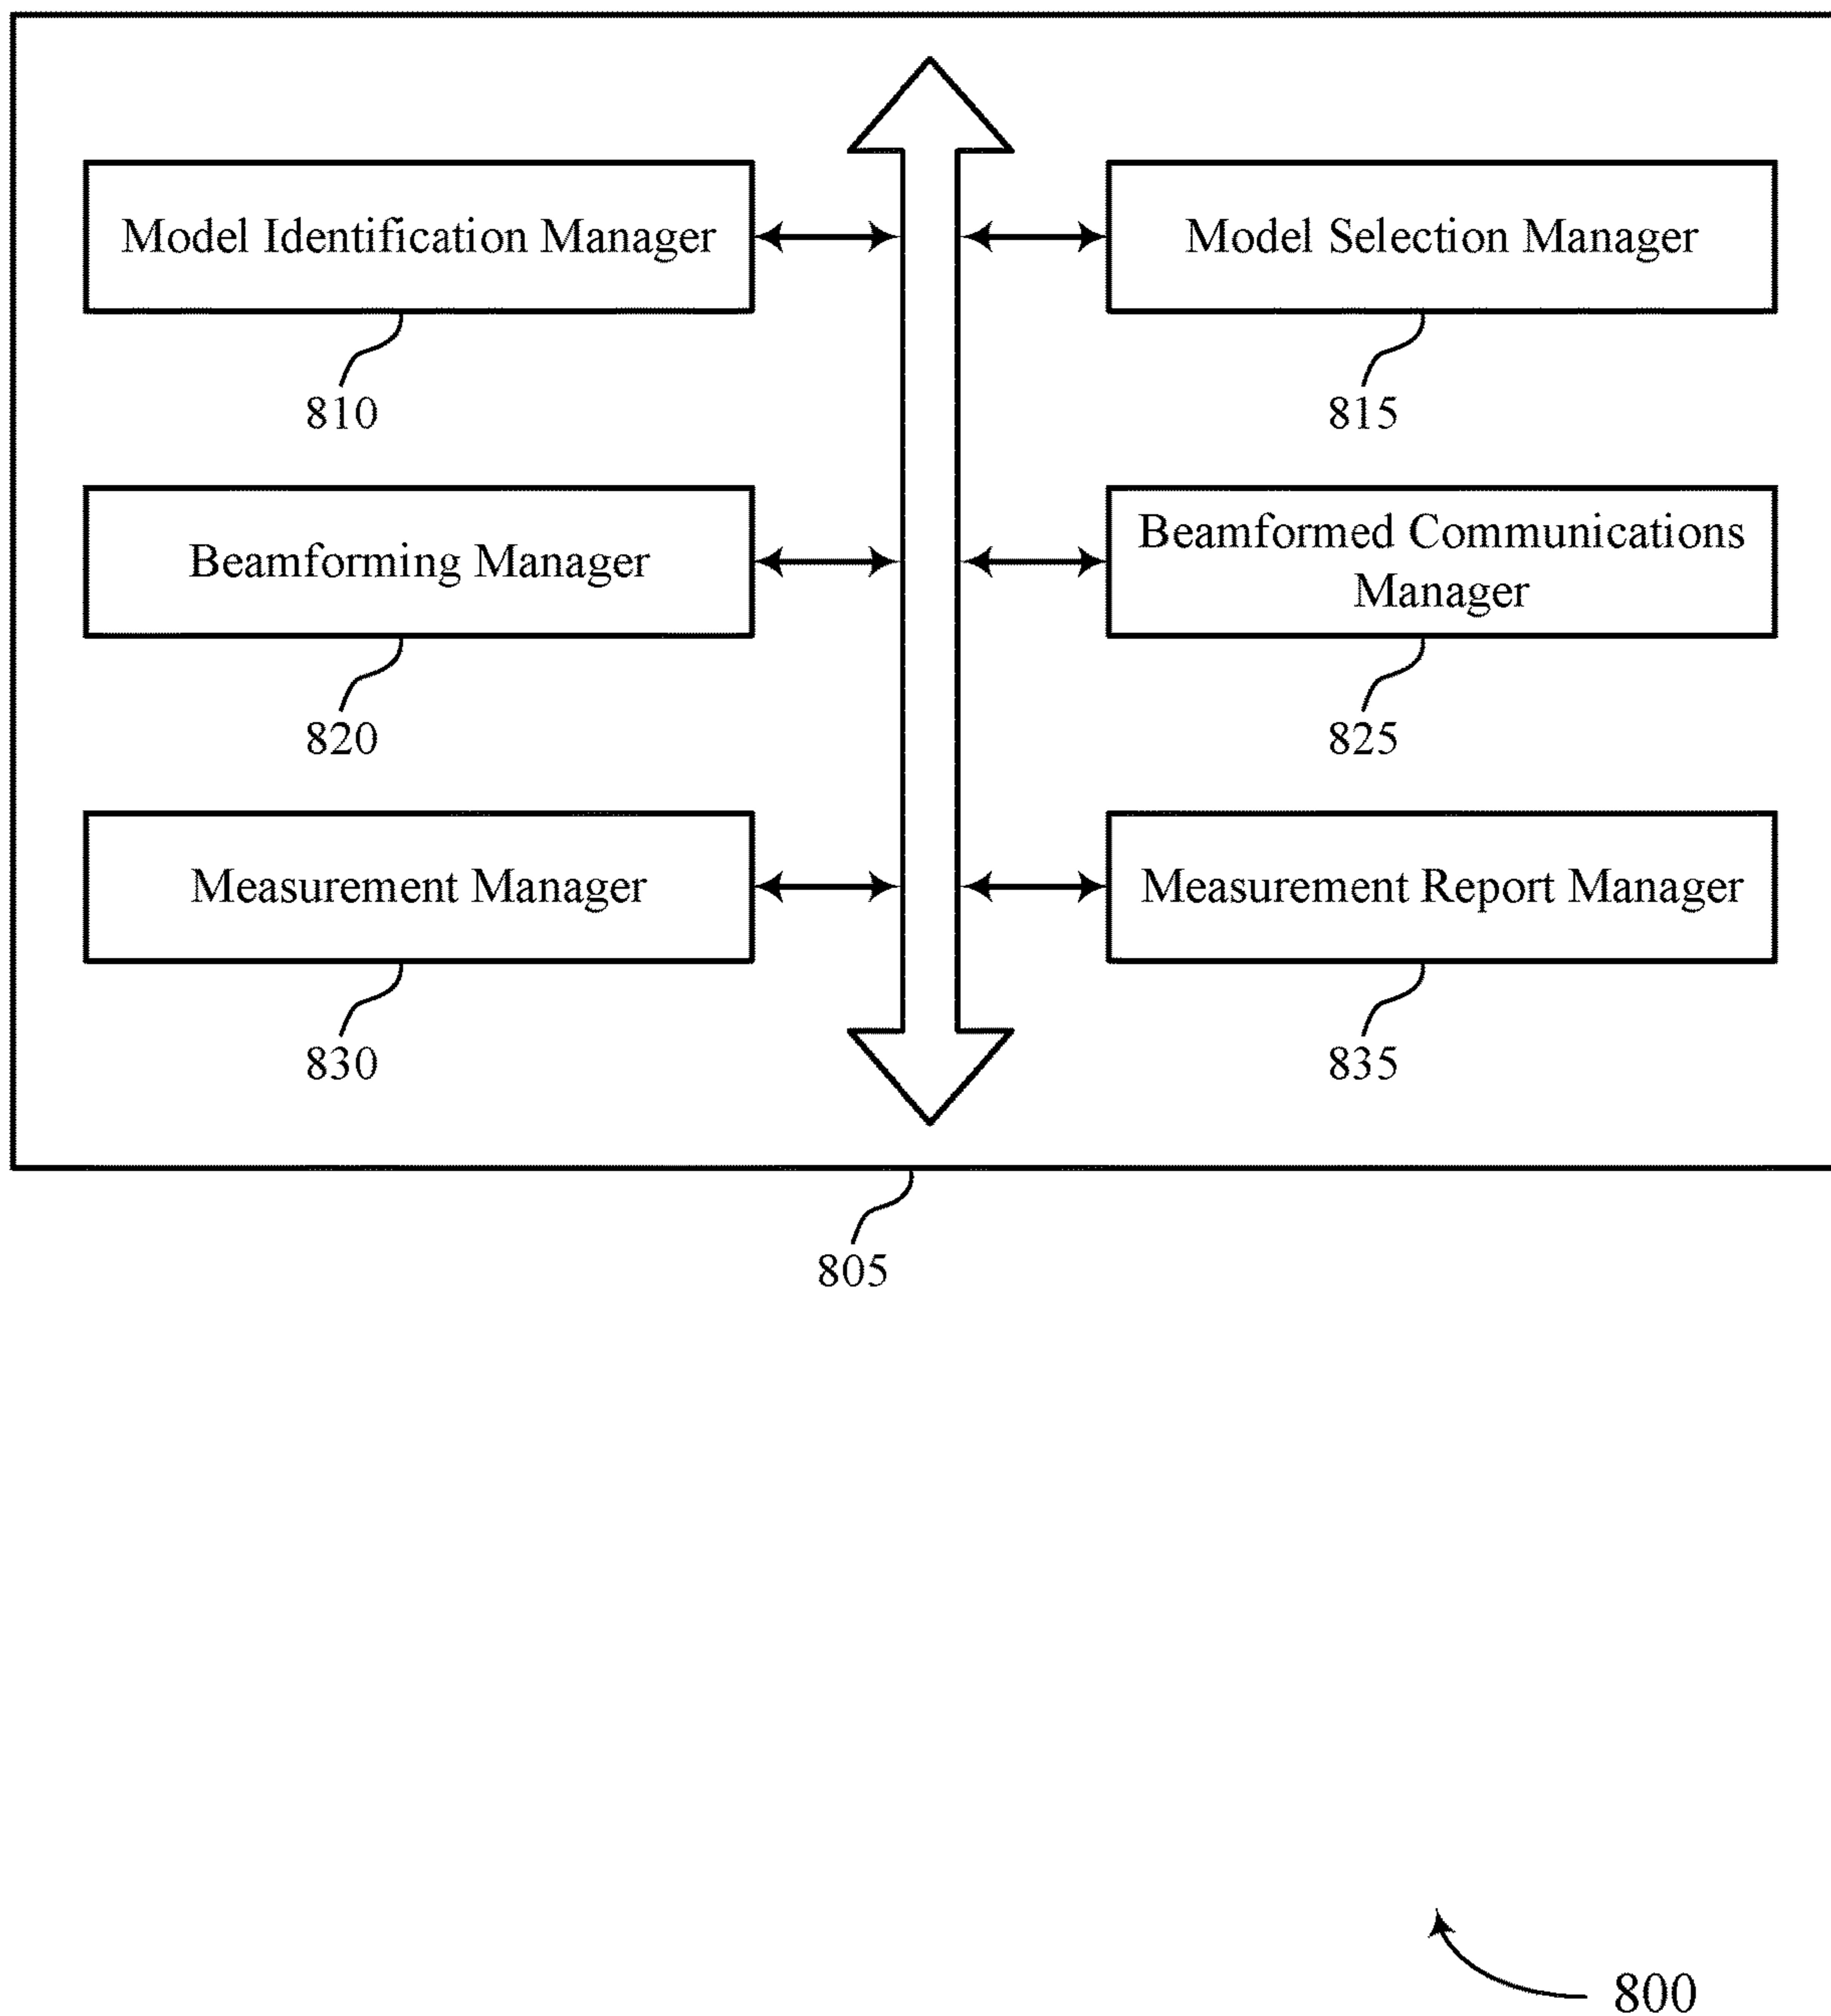 Model Identification Manager
810
Model Selection Manager
815
Beamforming Manager
820
Beamformed Communications
Manager
825
Measurement Manager
830
Measurement Report Manager
835
805
800